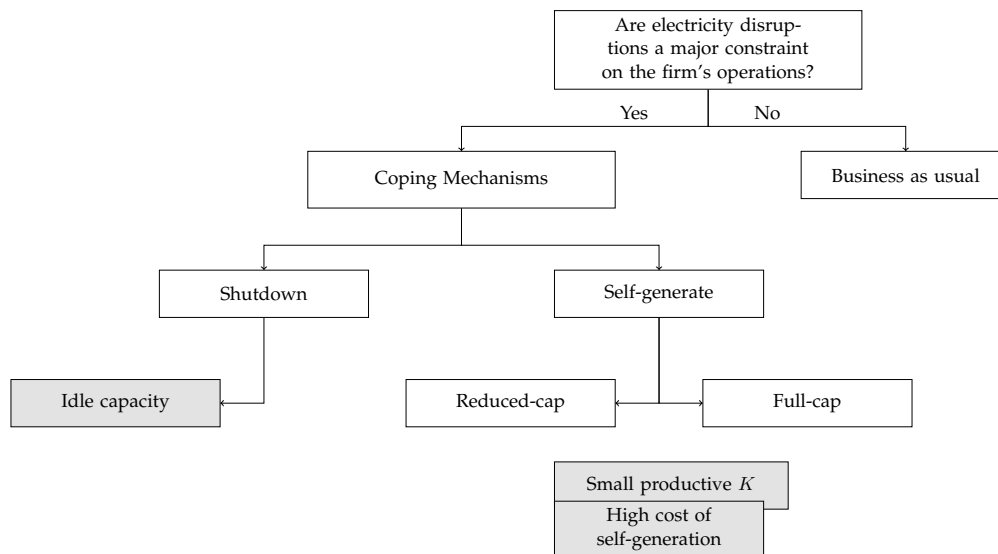 Are electricity disrup-
tions a major constraint
on the firm's operations?
Yes
No
Coping Mechanisms
Business as usual
Shutdown
Self-generate
Idle capacity
Reduced-cap
Full-cap
Small productive K
High cost of
self-generation